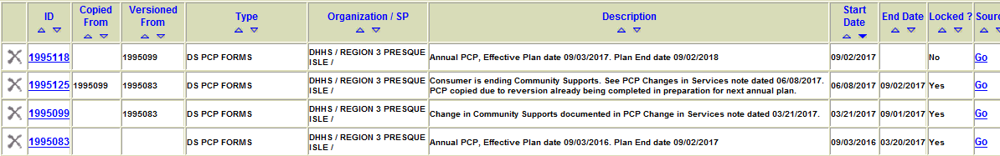 ID Copied From Versioned From Type Organization / SP Description Start Date End Date Locked ? Sourc
1995118 1995099 DS PCP FORMS DHHS / REGION 3 PRESQUE ISLE / Annual PCP, Effective Plan date 09/03/2017. Plan End date 09/02/2018 09/02/2017 No Go
1995125 1995099 1995083 DS PCP FORMS DHHS / REGION 3 PRESQUE ISLE / Consumer is ending Community Supports. See PCP Changes in Services note dated 06/08/2017. PCP copied due to reversion already being completed in preparation for next annual plan. 06/08/2017 09/02/2017 Yes Go
1995099 1995083 DS PCP FORMS DHHS / REGION 3 PRESQUE ISLE / Change in Community Supports documented in PCP Change in Services note dated 03/21/2017. 03/21/2017 09/01/2017 Yes Go
1995083 DS PCP FORMS DHHS / REGION 3 PRESQUE ISLE / Annual PCP, Effective Plan date 09/03/2016. Plan End date 09/02/2017 09/03/2016 03/20/2017 Yes Go